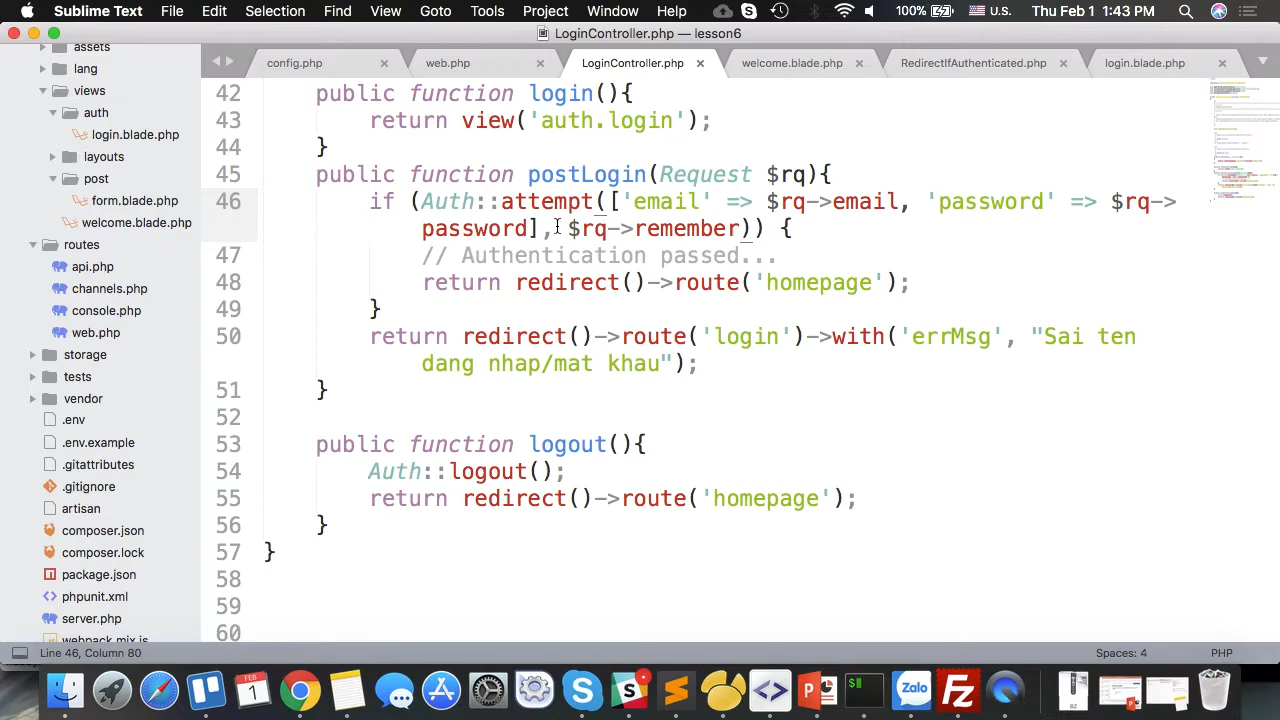 Sublime Text File Edit Selection Find View Goto Tools Project Window Help 100% U.S. Thu Feb 1 1:43 PM
LoginController.php — lesson6
config.php web.php LoginController.php welcome.blade.php RedirectIfAuthenticated.php login.blade.php
assets
lang
views
auth
login.blade.php
layouts
post
form.blade.php
welcome.blade.php
routes
api.php
channels.php
console.php
web.php
storage
tests
vendor
.env
.env.example
.gitattributes
.gitignore
artisan
composer.json
composer.lock
package.json
phpunit.xml
server.php
webpack.mix.js
42 public function login(){
43 return view('auth.login');
44 }
45 public function postLogin(Request $rq){
46 if (Auth::attempt(['email' => $rq->email, 'password' => $rq->
password], $rq->remember)) {
47 // Authentication passed...
48 return redirect()->route('homepage');
49 }
50 return redirect()->route('login')->with('errMsg', "Sai ten
dang nhap/mat khau");
51 }
52
53 public function logout(){
54 Auth::logout();
55 return redirect()->route('homepage');
56 }
57 }
58
59
60
Line 46, Column 80 Spaces: 4 PHP
FEB
1
Zalo
Fz
BZ